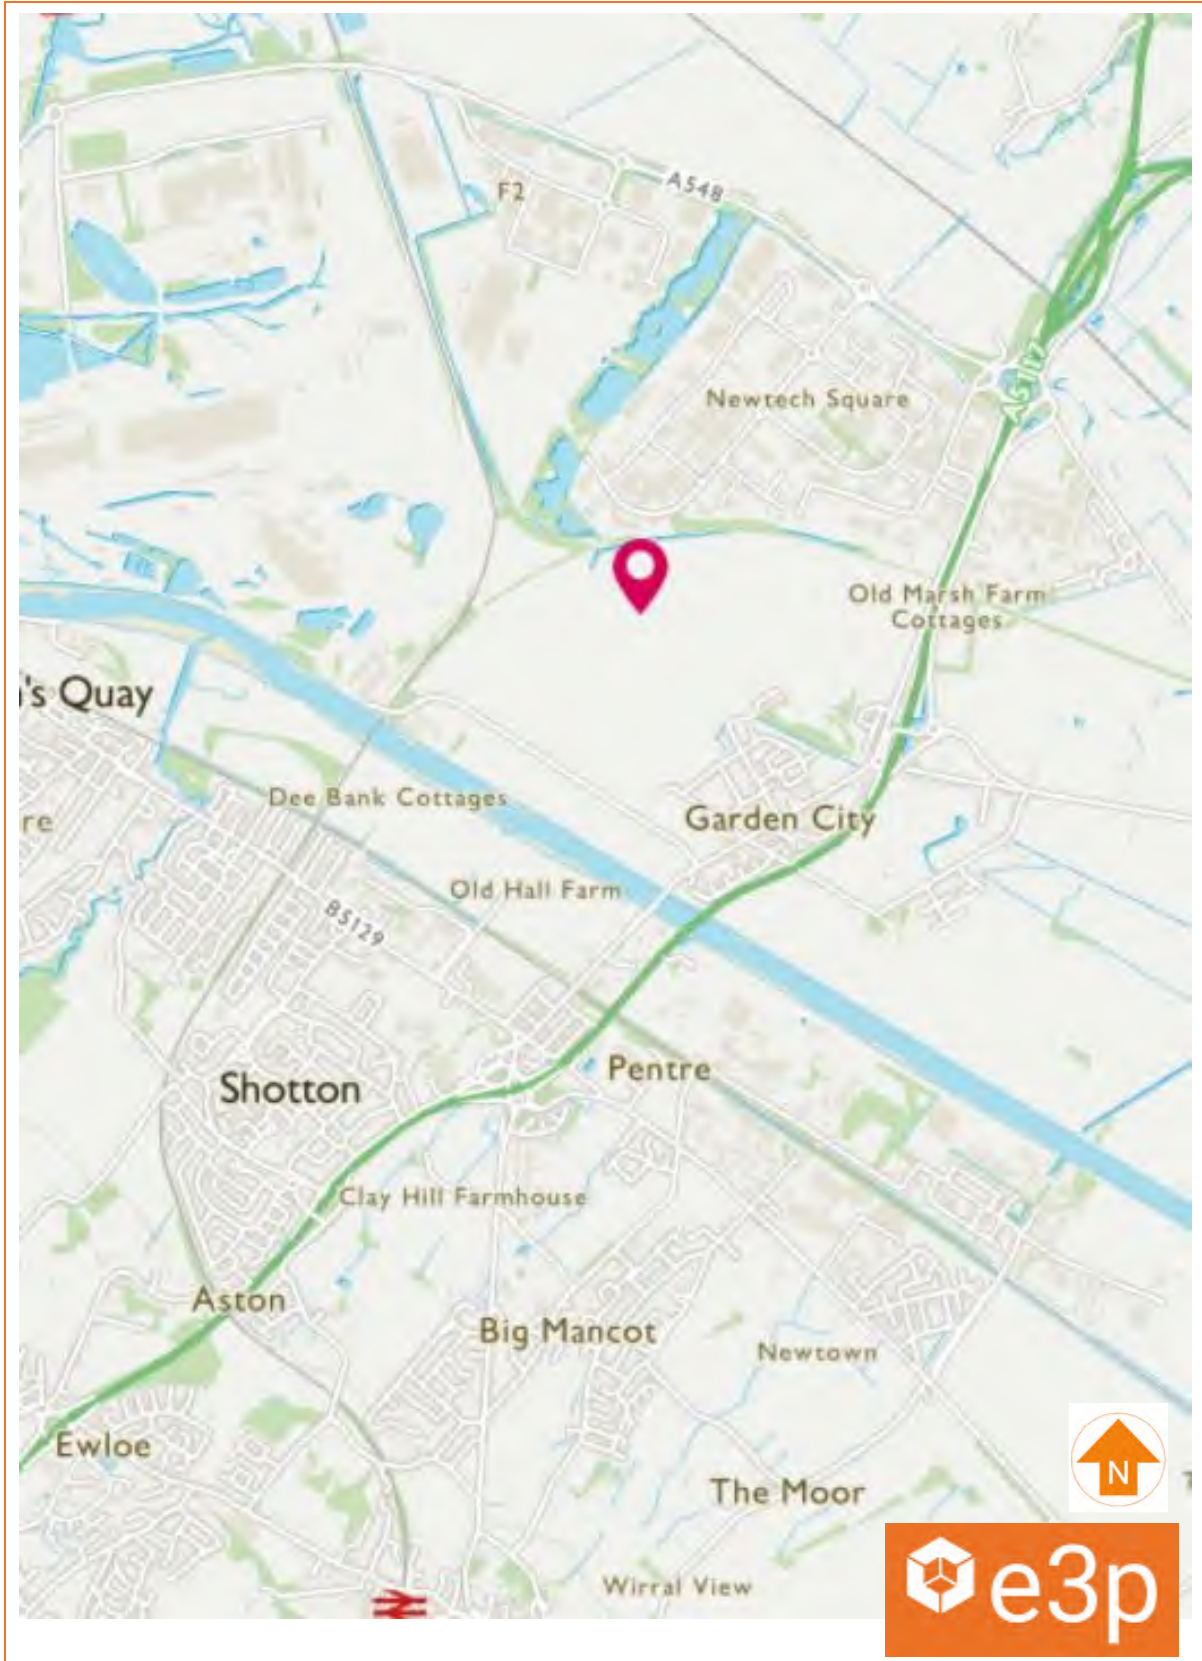 A548
F2
Newtech Square
Old Marsh Farm
Cottages
's Quay
Dee Bank Cottages
re
Garden City
Old Hall Farm
B5129
Pentre
Shotton
Clay Hill Farmhouse
Aston
Big Mancot
Newtown
Ewloe
The Moor
N
Wirral View
e3p